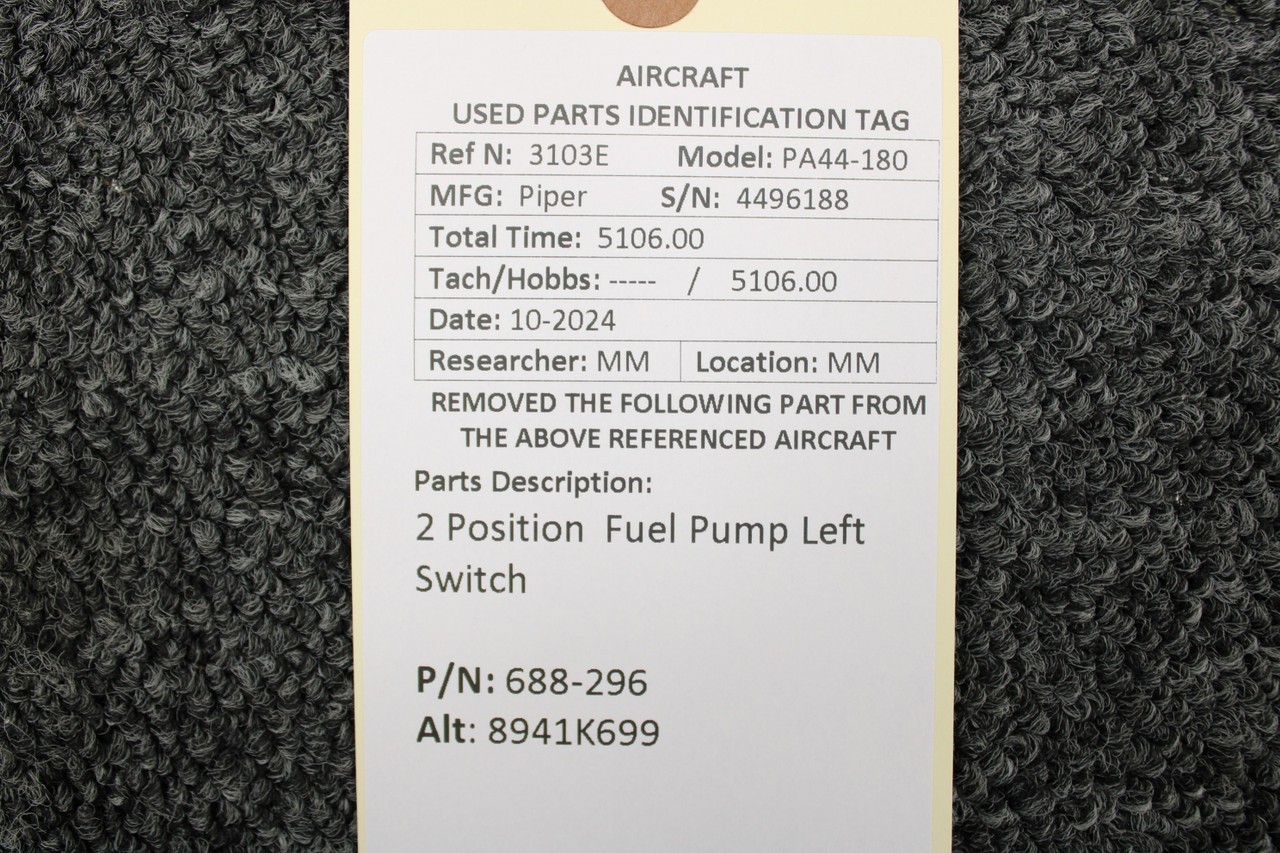 AIRCRAFT
USED PARTS IDENTIFICATION TAG
Ref N: 3103E Model: PA44-180
MFG: Piper S/N: 4496188
Total Time: 5106.00
Tach/Hobbs: ----- / 5106.00
Date: 10-2024
Researcher: MM Location: MM
REMOVED THE FOLLOWING PART FROM
THE ABOVE REFERENCED AIRCRAFT
Parts Description:
2 Position Fuel Pump Left
Switch
P/N: 688-296
Alt: 8941K699